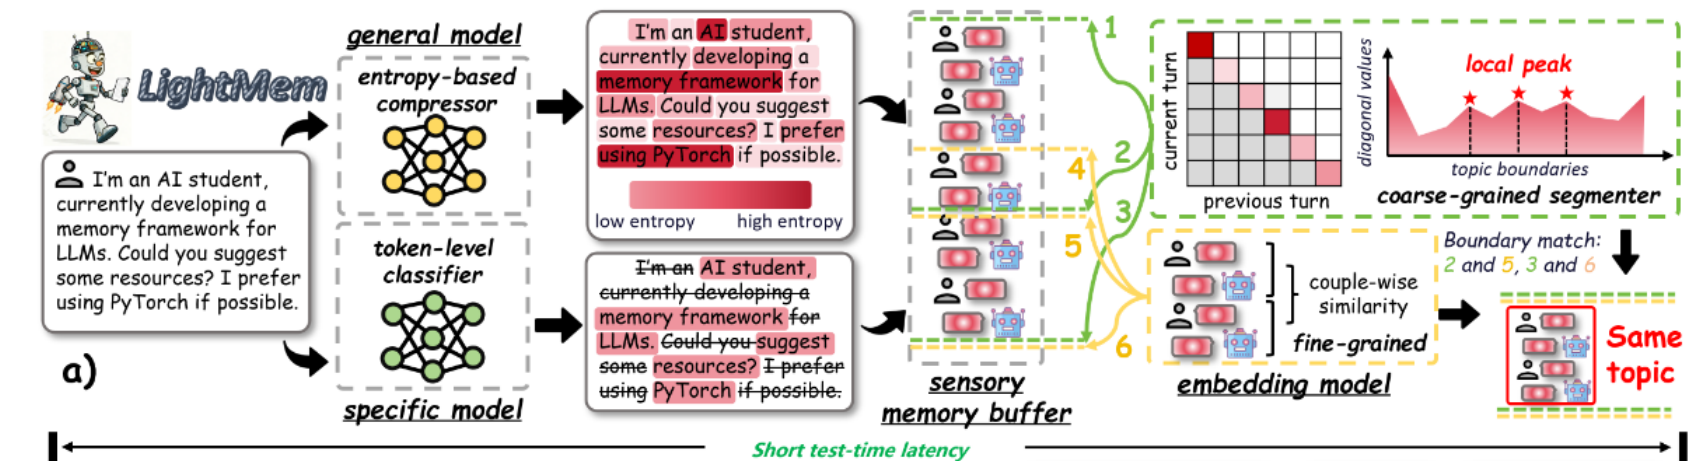 LightMem
I'm an AI student,
currently developing a
memory framework for
LLMs. Could you suggest
some resources? I prefer
using PyTorch if possible.
a)
general model
entropy-based
compressor
token-level
classifier
specific model
I'm an AI student,
currently developing a
memory framework for
LLMs. Could you suggest
some resources? I prefer
using PyTorch if possible.
low entropy high entropy
I'm an AI student,
currently developing a
memory framework for
LLMs. Could you suggest
some resources? I prefer
using PyTorch if possible.
sensory
memory buffer
1
2
3
4
5
6
current turn
previous turn
diagonal values
local peak
topic boundaries
coarse-grained segmenter
couple-wise
similarity
fine-grained
embedding model
Boundary match:
2 and 5, 3 and 6
Same
topic
Short test-time latency